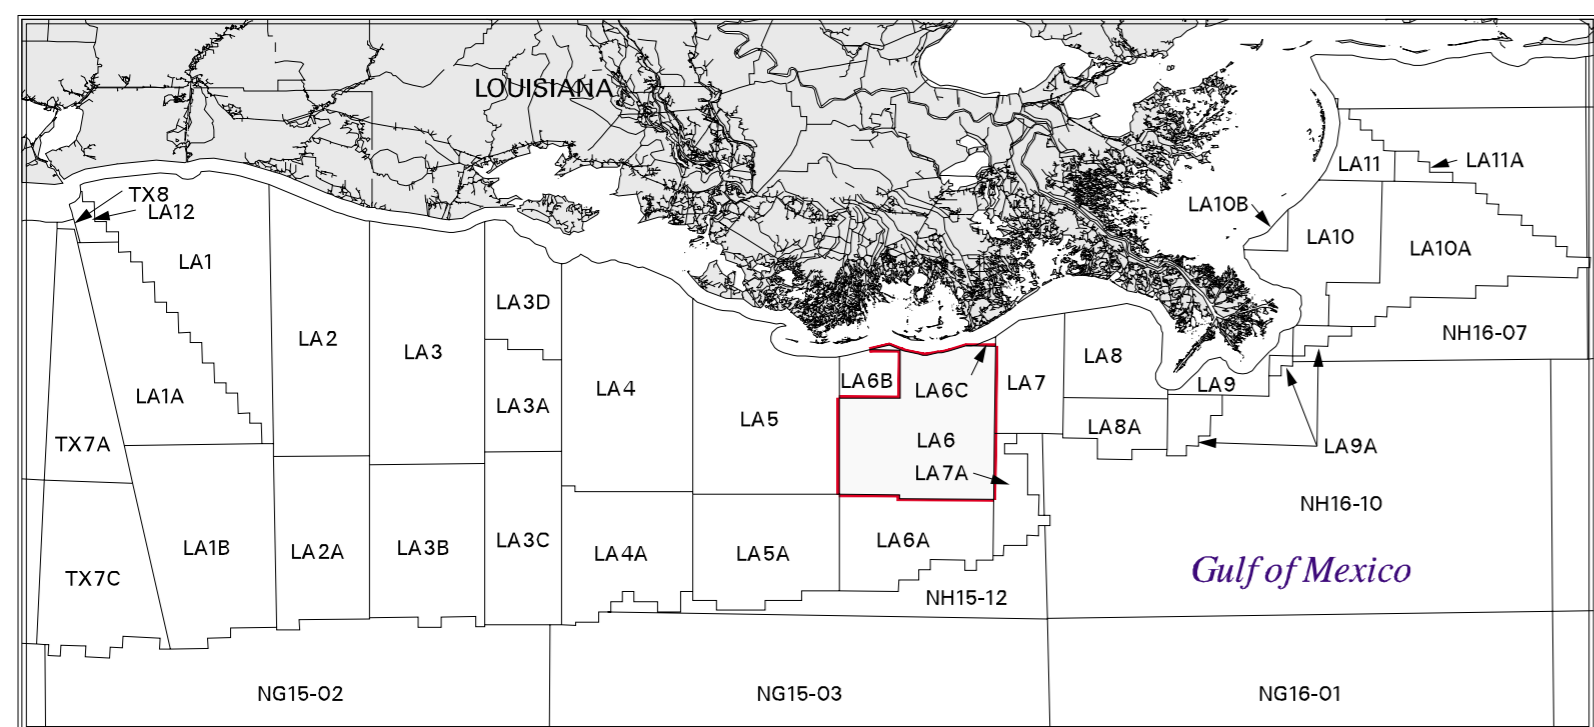 LOUISIANA
TX8
LA12
LA1
LA11
LA11A
LA10B
LA10
LA10A
LA3D
LA2
LA3
NH16-07
LA8
LA6B
LA7
LA9
LA4
LA6C
LA1A
LA3A
LA5
LA8A
TX7A
LA6
LA9A
LA7A
NH16-10
LA1B
LA2A
LA3B
LA3C
LA4A
LA5A
LA6A
TX7C
Gulf of Mexico
NH15-12
NG15-02
NG15-03
NG16-01